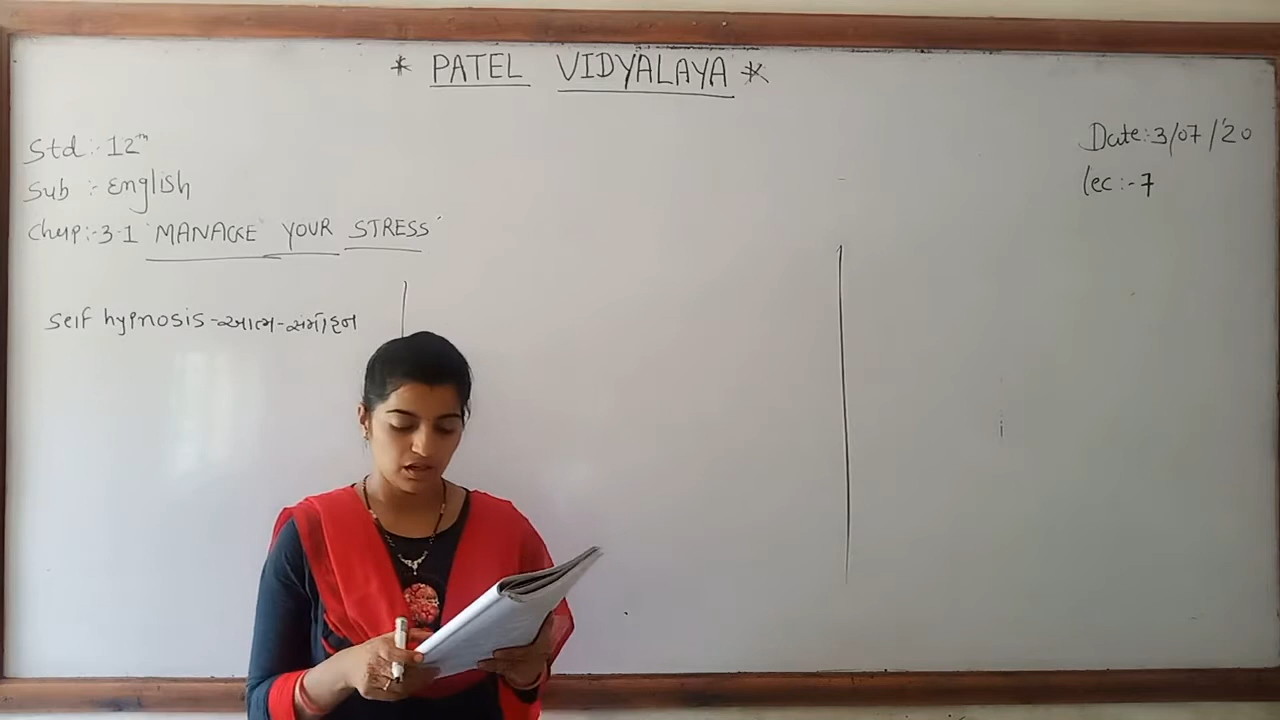 * PATEL VIDYALAYA *
Std:- 12th
Date:3/07/'20
Sub :- English
lec:-7
Chap:-3.1 'MANAGE YOUR STRESS'
self hypnosis-આત્મ-સંમોહન